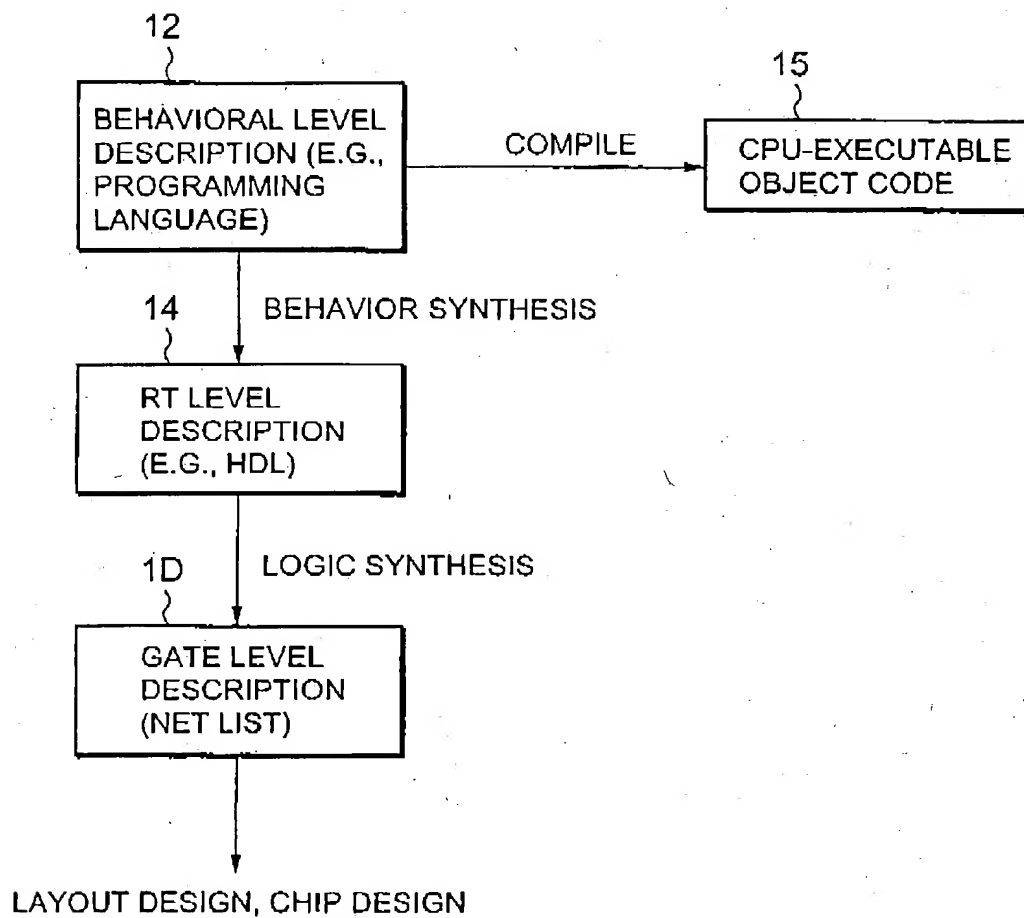 12
BEHAVIORAL LEVEL
DESCRIPTION (E.G.,
PROGRAMMING
LANGUAGE)
COMPILE
15
CPU-EXECUTABLE
OBJECT CODE
BEHAVIOR SYNTHESIS
14
RT LEVEL
DESCRIPTION
(E.G., HDL)
LOGIC SYNTHESIS
1D
GATE LEVEL
DESCRIPTION
(NET LIST)
LAYOUT DESIGN, CHIP DESIGN